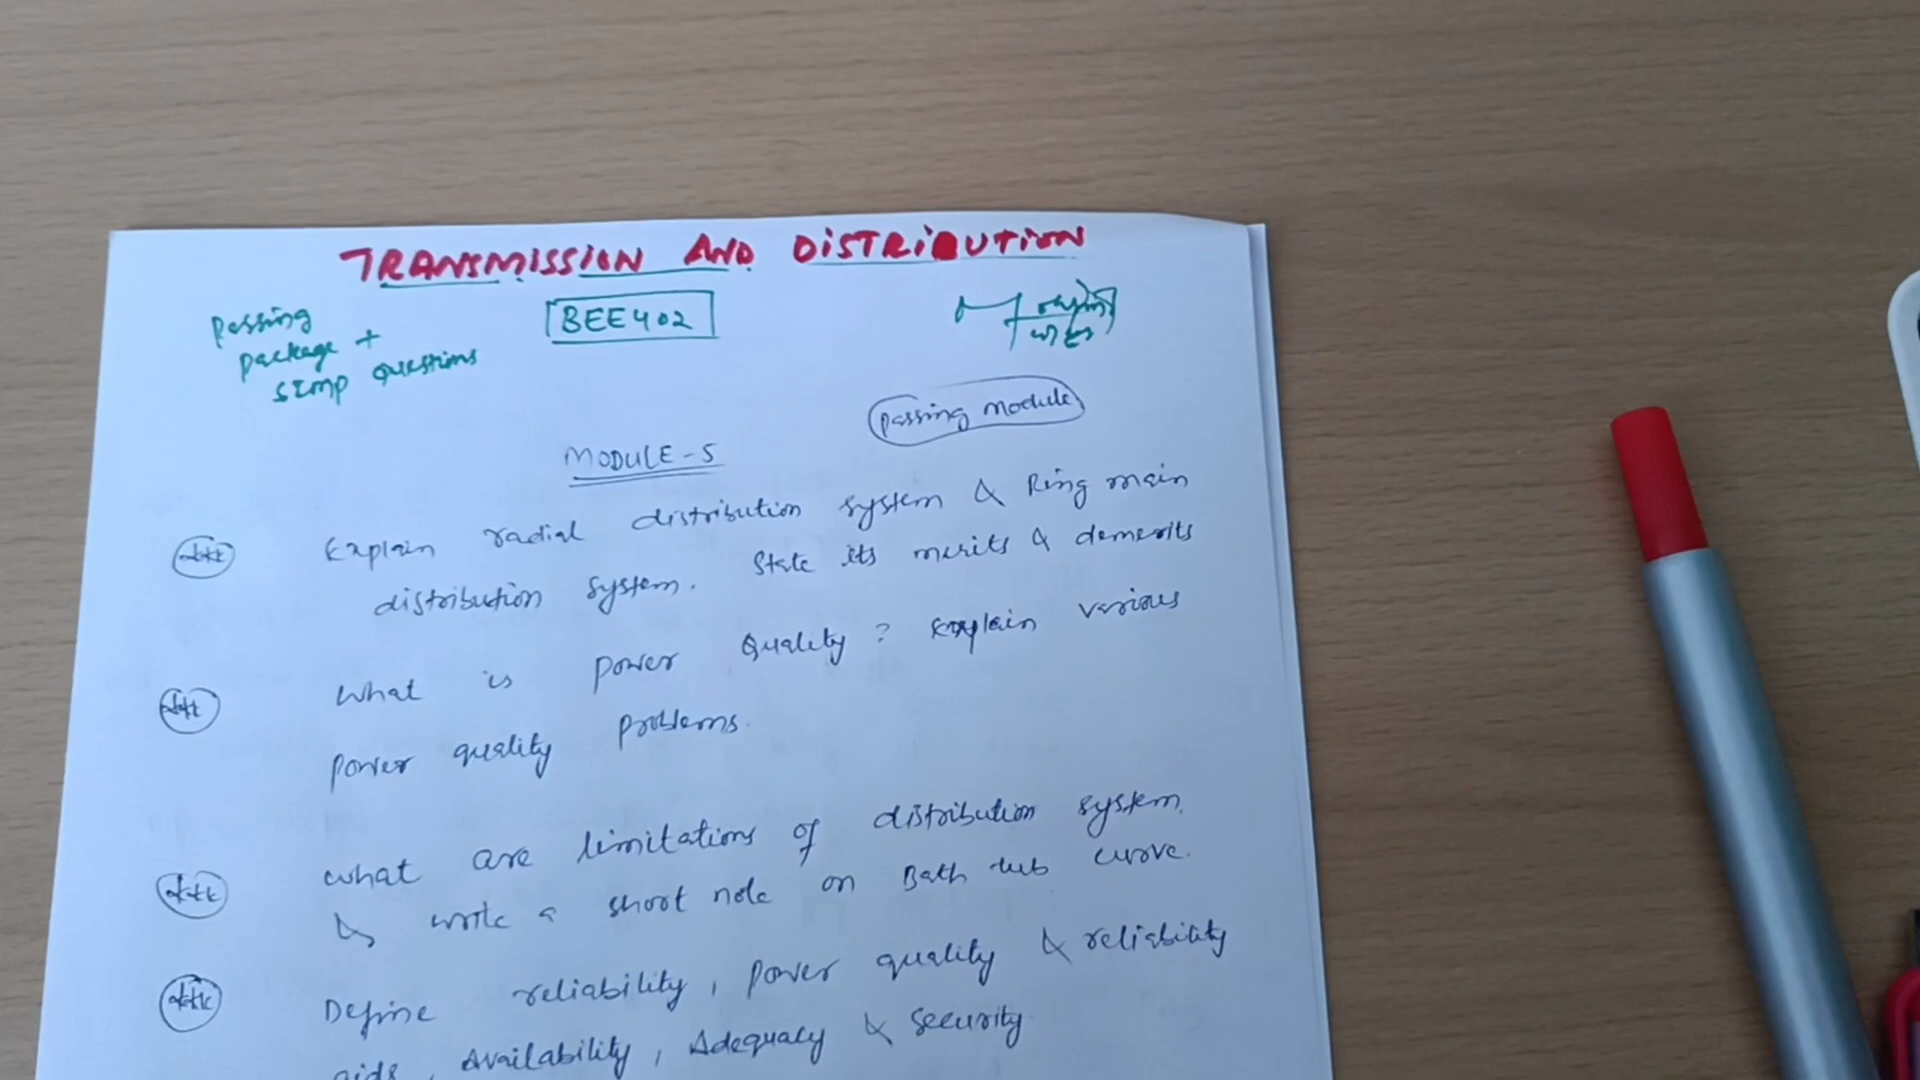 TRANSMISSION AND DISTRIBUTION
Passing
package +
SIMP Questions
BEE402
Passing Module
MODULE-5
Explain radial distribution system & Ring main
distribution system. State its merits & demerits
What is power Quality? Explain various
power quality problems.
What are limitations of distribution system.
& write a short note on Bath tub curve.
Define reliability, power quality & reliability
aids, Availability, Adequacy & Security